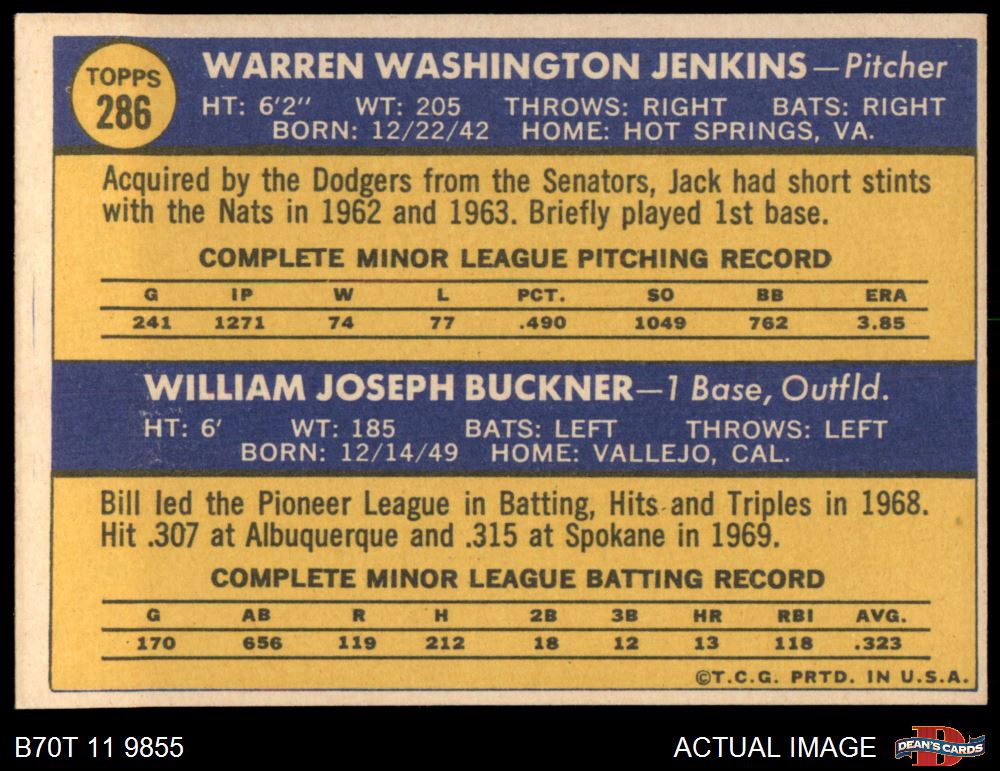 TOPPS
286
WARREN WASHINGTON JENKINS—Pitcher
HT: 6'2" WT: 205 THROWS: RIGHT BATS: RIGHT
BORN: 12/22/42 HOME: HOT SPRINGS, VA.
Acquired by the Dodgers from the Senators, Jack had short stints
with the Nats in 1962 and 1963. Briefly played 1st base.
COMPLETE MINOR LEAGUE PITCHING RECORD
G IP W L PCT. SO BB ERA
241 1271 74 77 .490 1049 762 3.85
WILLIAM JOSEPH BUCKNER—1 Base, Outfld.
HT: 6' WT: 185 BATS: LEFT THROWS: LEFT
BORN: 12/14/49 HOME: VALLEJO, CAL.
Bill led the Pioneer League in Batting, Hits and Triples in 1968.
Hit .307 at Albuquerque and .315 at Spokane in 1969.
COMPLETE MINOR LEAGUE BATTING RECORD
G AB R H 2B 3B HR RBI AVG.
170 656 119 212 18 12 13 118 .323
©T.C.G. PRTD. IN U.S.A.
B70T 11 9855 ACTUAL IMAGE
D
DEAN'S CARDS